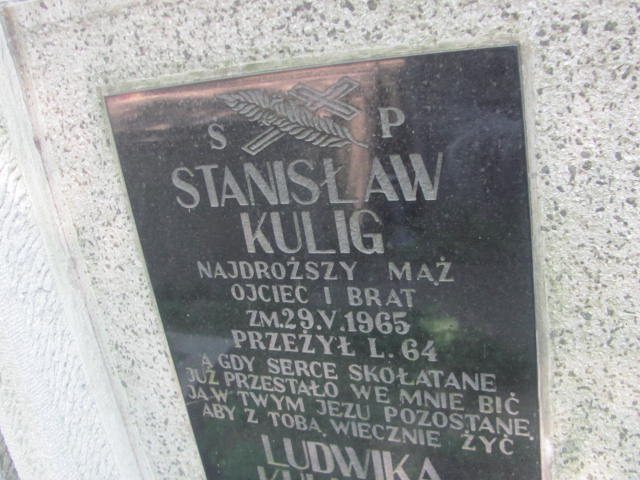 S P
STANISŁAW
KULIG
NAJDROŻSZY MĄŻ
OJCIEC I BRAT
ZM.29.V.1965
PRZEŻYŁ L. 64
A GDY SERCE SKOŁATANE
JUŻ PRZESTAŁO WE MNIE BIĆ
JA W TWYM JEZU POZOSTANĘ
ABY Z TOBĄ WIECZNIE ŻYĆ
LUDWIKA